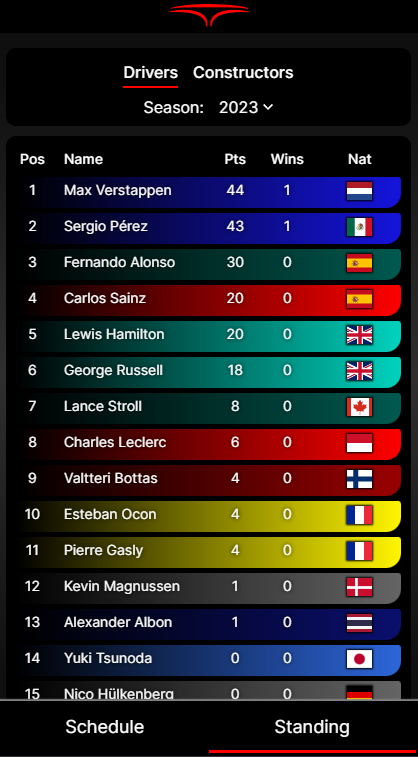 Drivers Constructors
Season: 2023
Pos Name Pts Wins Nat
1 Max Verstappen 44 1
2 Sergio Pérez 43 1
3 Fernando Alonso 30 0
4 Carlos Sainz 20 0
5 Lewis Hamilton 20 0
6 George Russell 18 0
7 Lance Stroll 8 0
8 Charles Leclerc 6 0
9 Valtteri Bottas 4 0
10 Esteban Ocon 4 0
11 Pierre Gasly 4 0
12 Kevin Magnussen 1 0
13 Alexander Albon 1 0
14 Yuki Tsunoda 0 0
15 Nico Hülkenberg 0 0
Schedule Standing